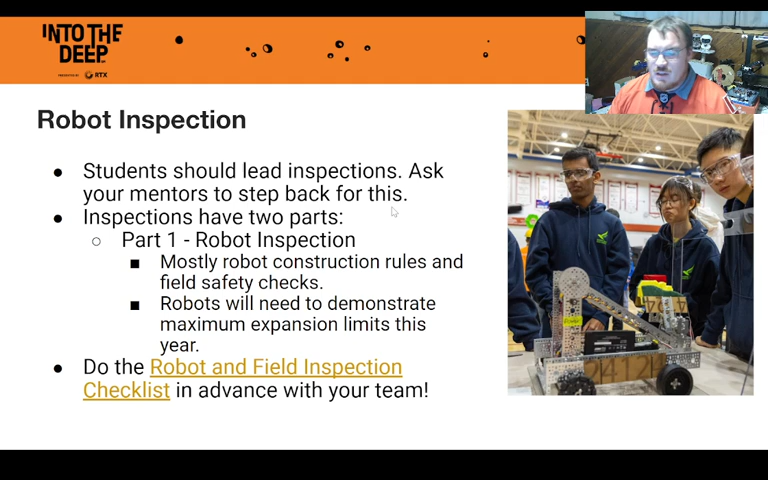 INTO THE
DEEP
PRESENTED BY RTX
Robot Inspection
● Students should lead inspections. Ask
your mentors to step back for this.
● Inspections have two parts:
○ Part 1 - Robot Inspection
■ Mostly robot construction rules and
field safety checks.
■ Robots will need to demonstrate
maximum expansion limits this
year.
● Do the Robot and Field Inspection
Checklist in advance with your team!